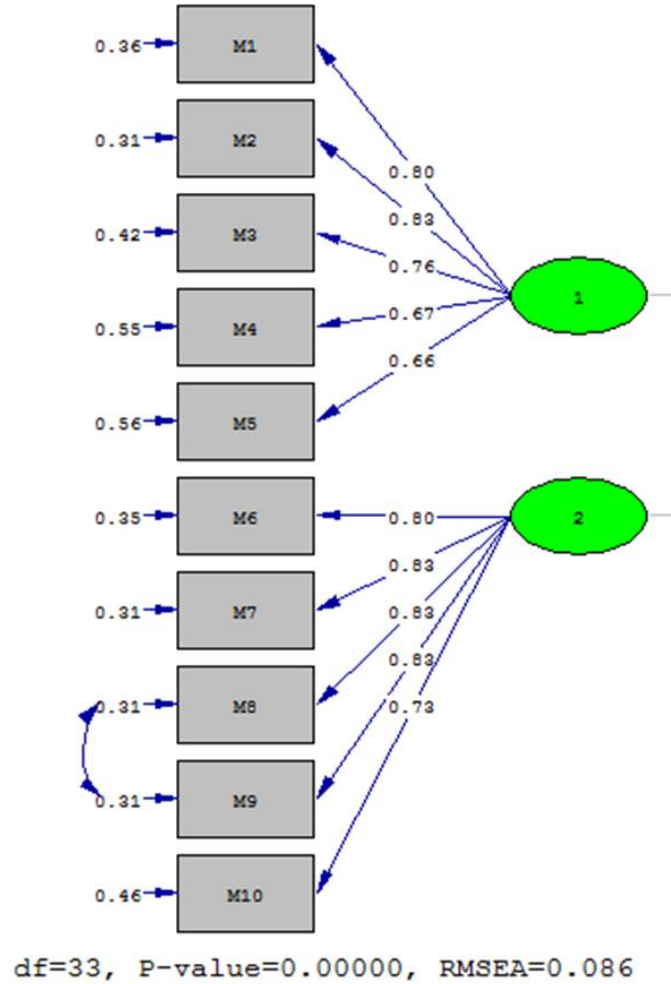 0.36 M1
0.31 M2
0.80
0.83
0.42 M3
0.76
1
0.67
0.55 M4
0.66
0.56 M5
0.35 M6 0.80 2
0.83
0.31 M7
0.83
0.83
0.31 M8 0.73
0.31 M9
0.46 M10
df=33, P-value=0.00000, RMSEA=0.086